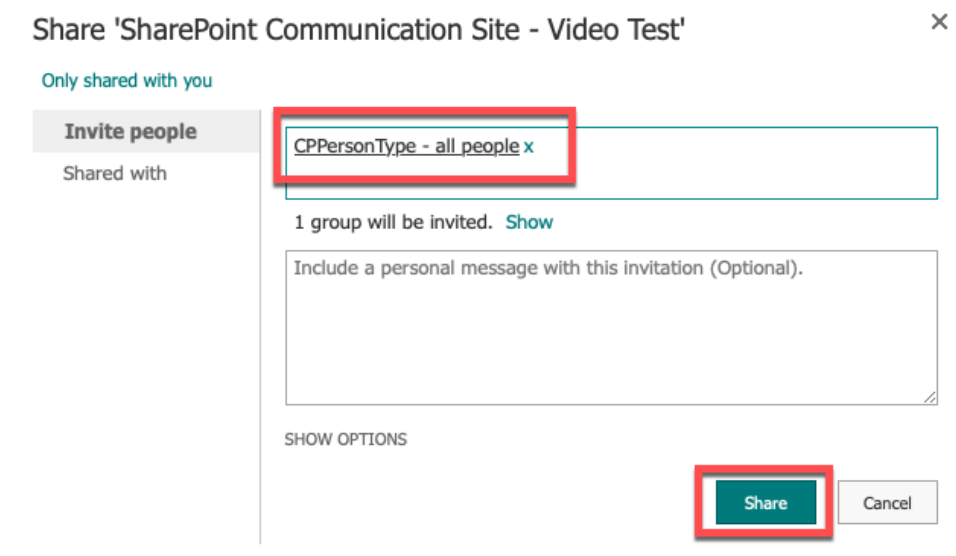 Share 'SharePoint Communication Site - Video Test'
Only shared with you
Invite people
Shared with
CPPersonType - all people x
1 group will be invited. Show
Include a personal message with this invitation (Optional).
SHOW OPTIONS
Share Cancel